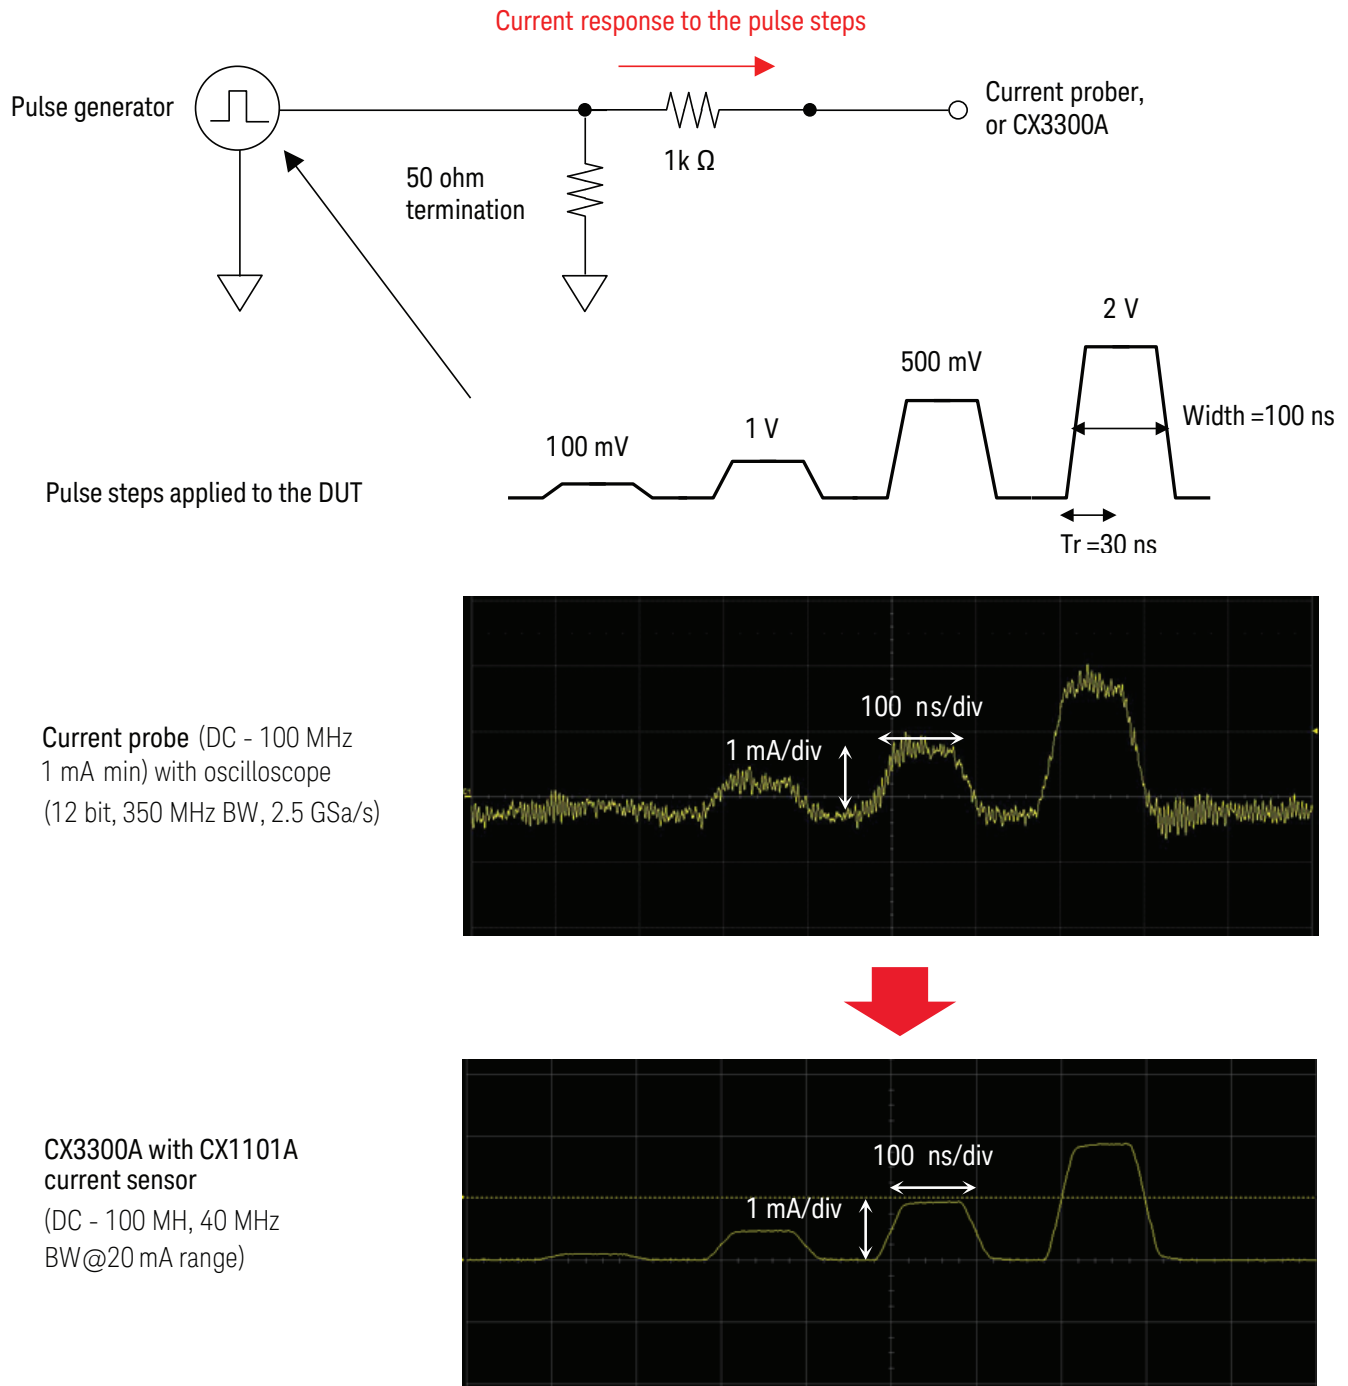 Current response to the pulse steps
Pulse generator
Current prober,
or CX3300A
1k Ω
50 ohm
termination
2 V
500 mV
1 V
100 mV
Width =100 ns
Pulse steps applied to the DUT
Tr =30 ns
100 ns/div
1 mA/div
Current probe (DC - 100 MHz
1 mA min) with oscilloscope
(12 bit, 350 MHz BW, 2.5 GSa/s)
100 ns/div
1 mA/div
CX3300A with CX1101A
current sensor
(DC - 100 MH, 40 MHz
BW@20 mA range)